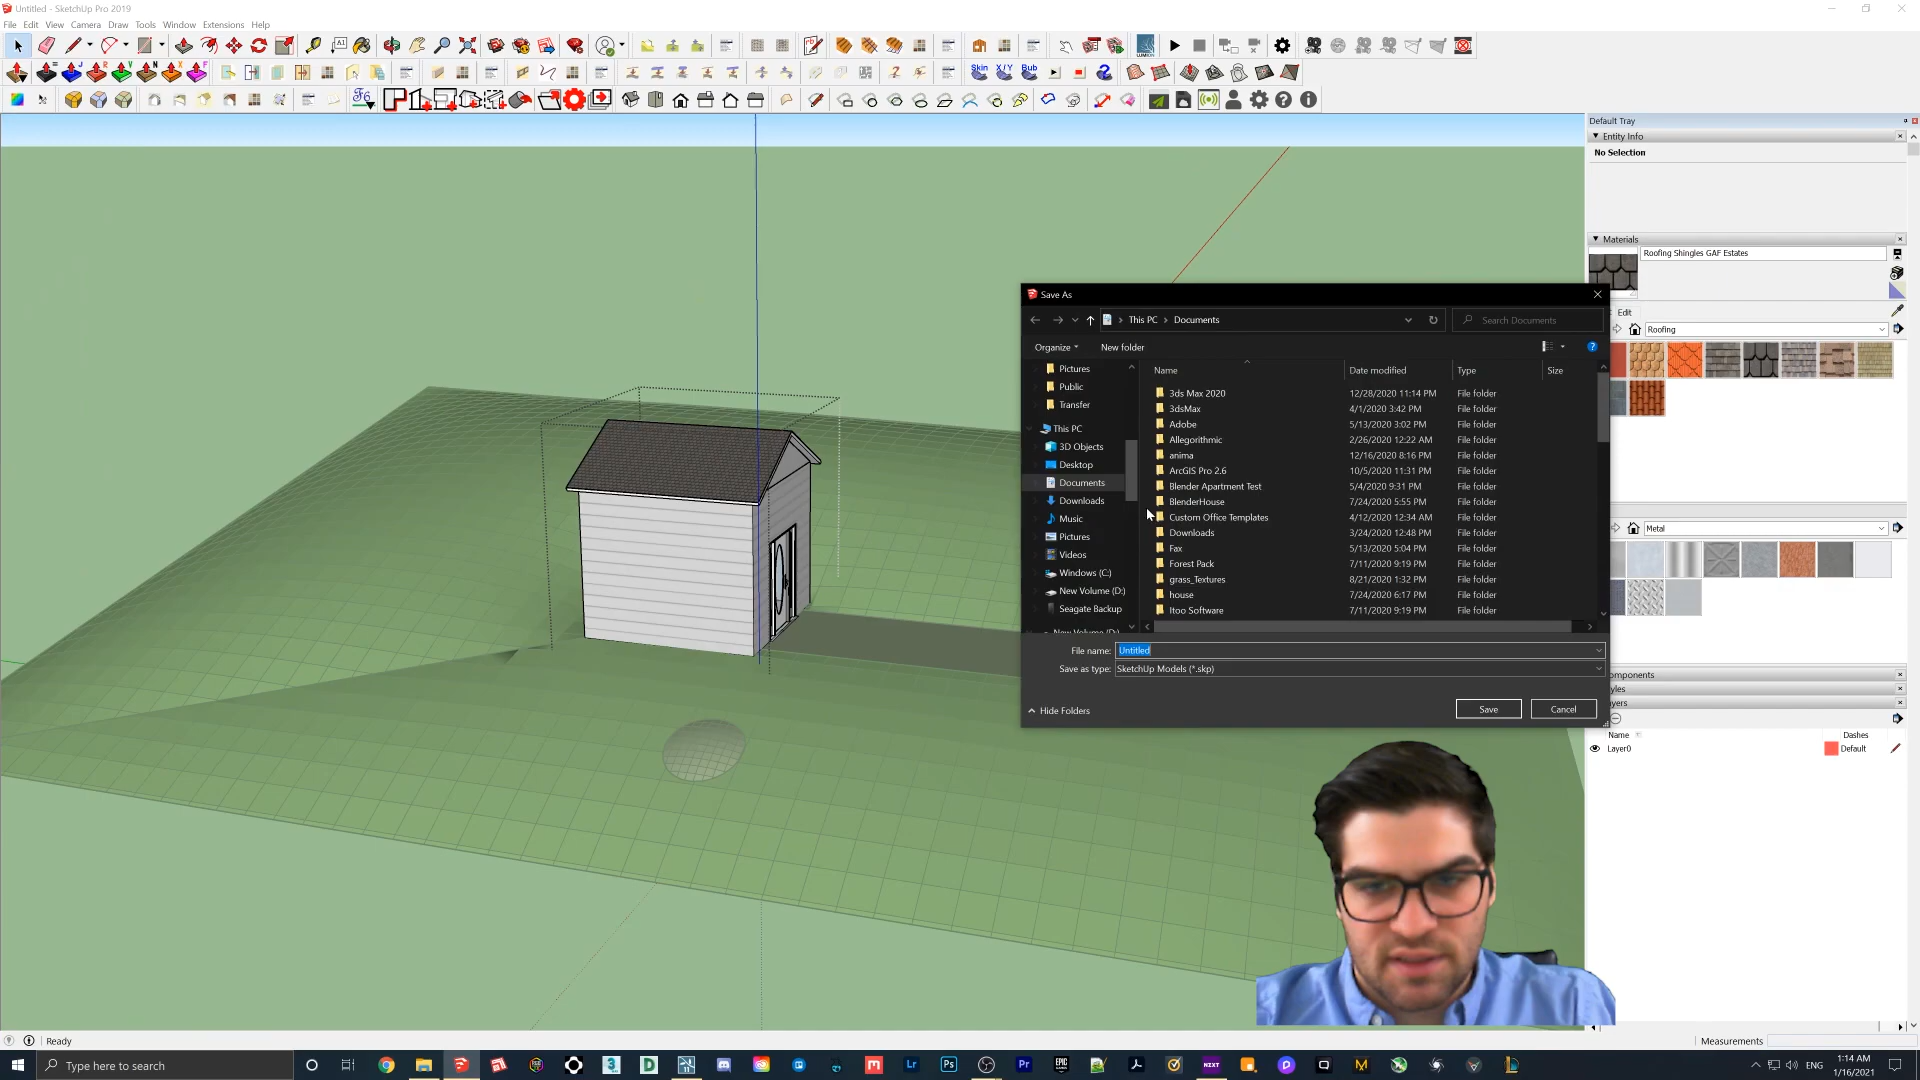 Untitled - SketchUp Pro 2019
File Edit View Camera Draw Tools Window Extensions Help
Skin X/Y Bub
Default Tray
Entity Info
No Selection
Materials
Roofing Shingles GAF Estates
Edit
Roofing
Metal
omponents
yles
yers
Name Dashes
Layer0 Default
Save As
This PC > Documents
Search Documents
Organize New folder
Name Date modified Type Size
Pictures
Public
Transfer
This PC
3D Objects
Desktop
Documents
Downloads
Music
Pictures
Videos
Windows (C:)
New Volume (D:)
Seagate Backup
New Volume (D:)
3ds Max 2020 12/28/2020 11:14 PM File folder
3dsMax 4/1/2020 3:42 PM File folder
Adobe 5/13/2020 3:02 PM File folder
Allegorithmic 2/26/2020 12:22 AM File folder
anima 12/16/2020 8:16 PM File folder
ArcGIS Pro 2.6 10/5/2020 11:31 PM File folder
Blender Apartment Test 5/4/2020 9:31 PM File folder
BlenderHouse 7/24/2020 5:55 PM File folder
Custom Office Templates 4/12/2020 12:34 AM File folder
Downloads 3/24/2020 12:48 PM File folder
Fax 5/13/2020 5:04 PM File folder
Forest Pack 7/11/2020 9:19 PM File folder
grass_Textures 8/21/2020 1:32 PM File folder
house 7/24/2020 6:17 PM File folder
Itoo Software 7/11/2020 9:19 PM File folder
File name: Untitled
Save as type: SketchUp Models (*.skp)
Hide Folders
Save Cancel
Ready
Measurements
Type here to search
ENG
1:14 AM
1/16/2021